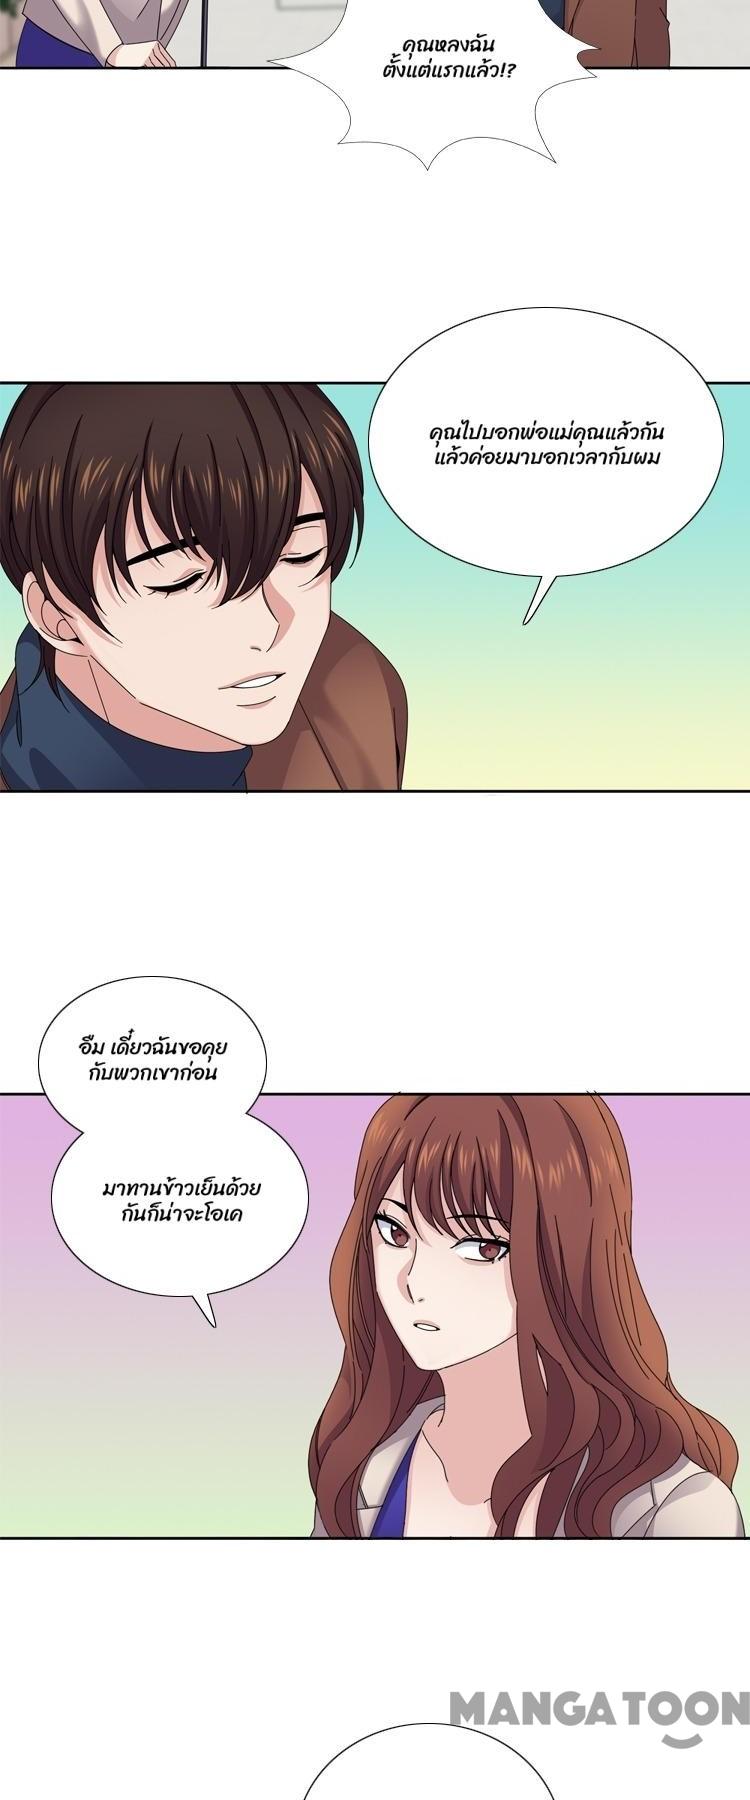 คุณหลงฉัน
ตั้งแต่แรกแล้ว!?
คุณไปบอกพ่อแม่คุณแล้วกัน
แล้วค่อยมาบอกเวลากับผม
อืม เดี๋ยวฉันขอคุย
กับพวกเขาก่อน
มาทานข้าวเย็นด้วย
กันก็น่าจะโอเค
MANGATOON